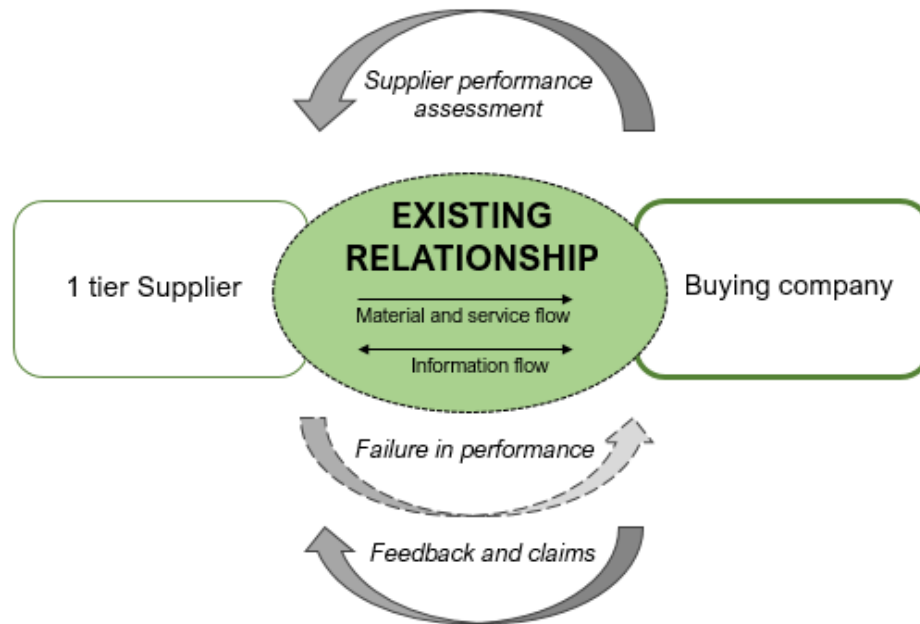 Supplier performance
assessment
EXISTING
RELATIONSHIP
1 tier Supplier
Buying company
Material and service flow
Information flow
Failure in performance
Feedback and claims